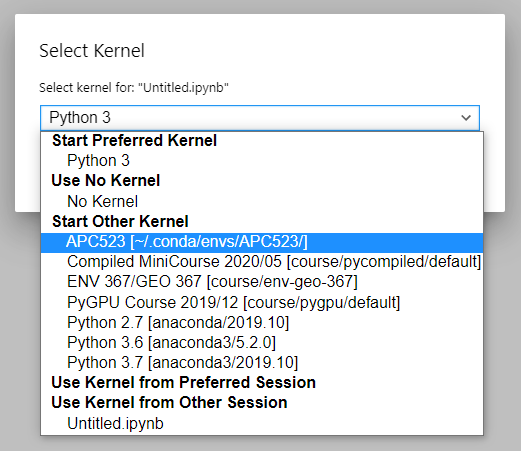 Select Kernel
Select kernel for: "Untitled.ipynb"
Python 3
Start Preferred Kernel
Python 3
Use No Kernel
No Kernel
Start Other Kernel
APC523 [~/.conda/envs/APC523/]
Compiled MiniCourse 2020/05 [course/pycompiled/default]
ENV 367/GEO 367 [course/env-geo-367]
PyGPU Course 2019/12 [course/pygpu/default]
Python 2.7 [anaconda/2019.10]
Python 3.6 [anaconda3/5.2.0]
Python 3.7 [anaconda3/2019.10]
Use Kernel from Preferred Session
Use Kernel from Other Session
Untitled.ipynb